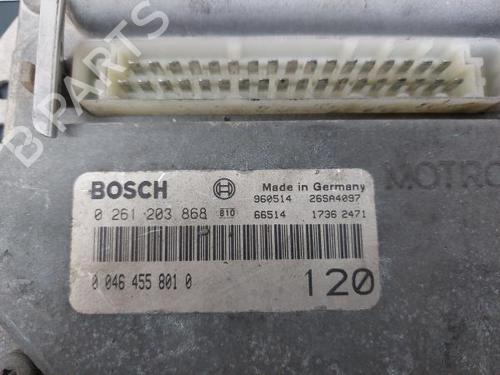 B PARTS
MOTRO
BOSCH Made in Germany
960514 26SA4097
0 261 203 868 810 66514 1736 2471
0 046 455 801 0
120